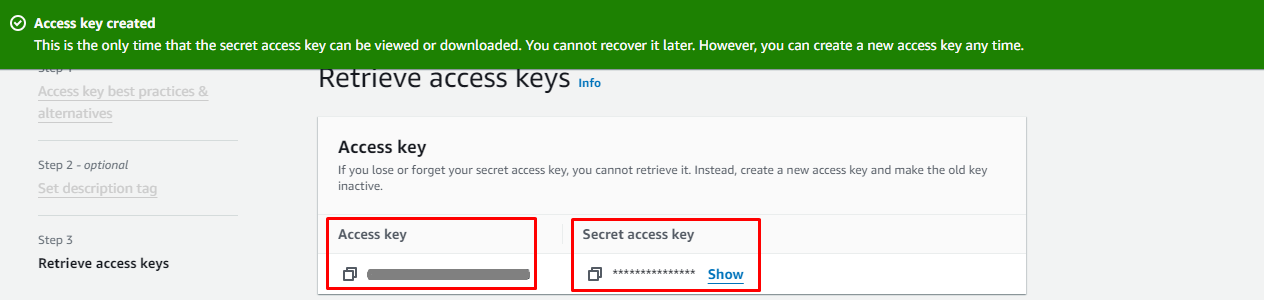 Access key created
This is the only time that the secret access key can be viewed or downloaded. You cannot recover it later. However, you can create a new access key any time.
Step 1
Access key best practices &
alternatives
Step 2 - optional
Set description tag
Step 3
Retrieve access keys
Retrieve access keys Info
Access key
If you lose or forget your secret access key, you cannot retrieve it. Instead, create a new access key and make the old key
inactive.
Access key Secret access key
*************** Show